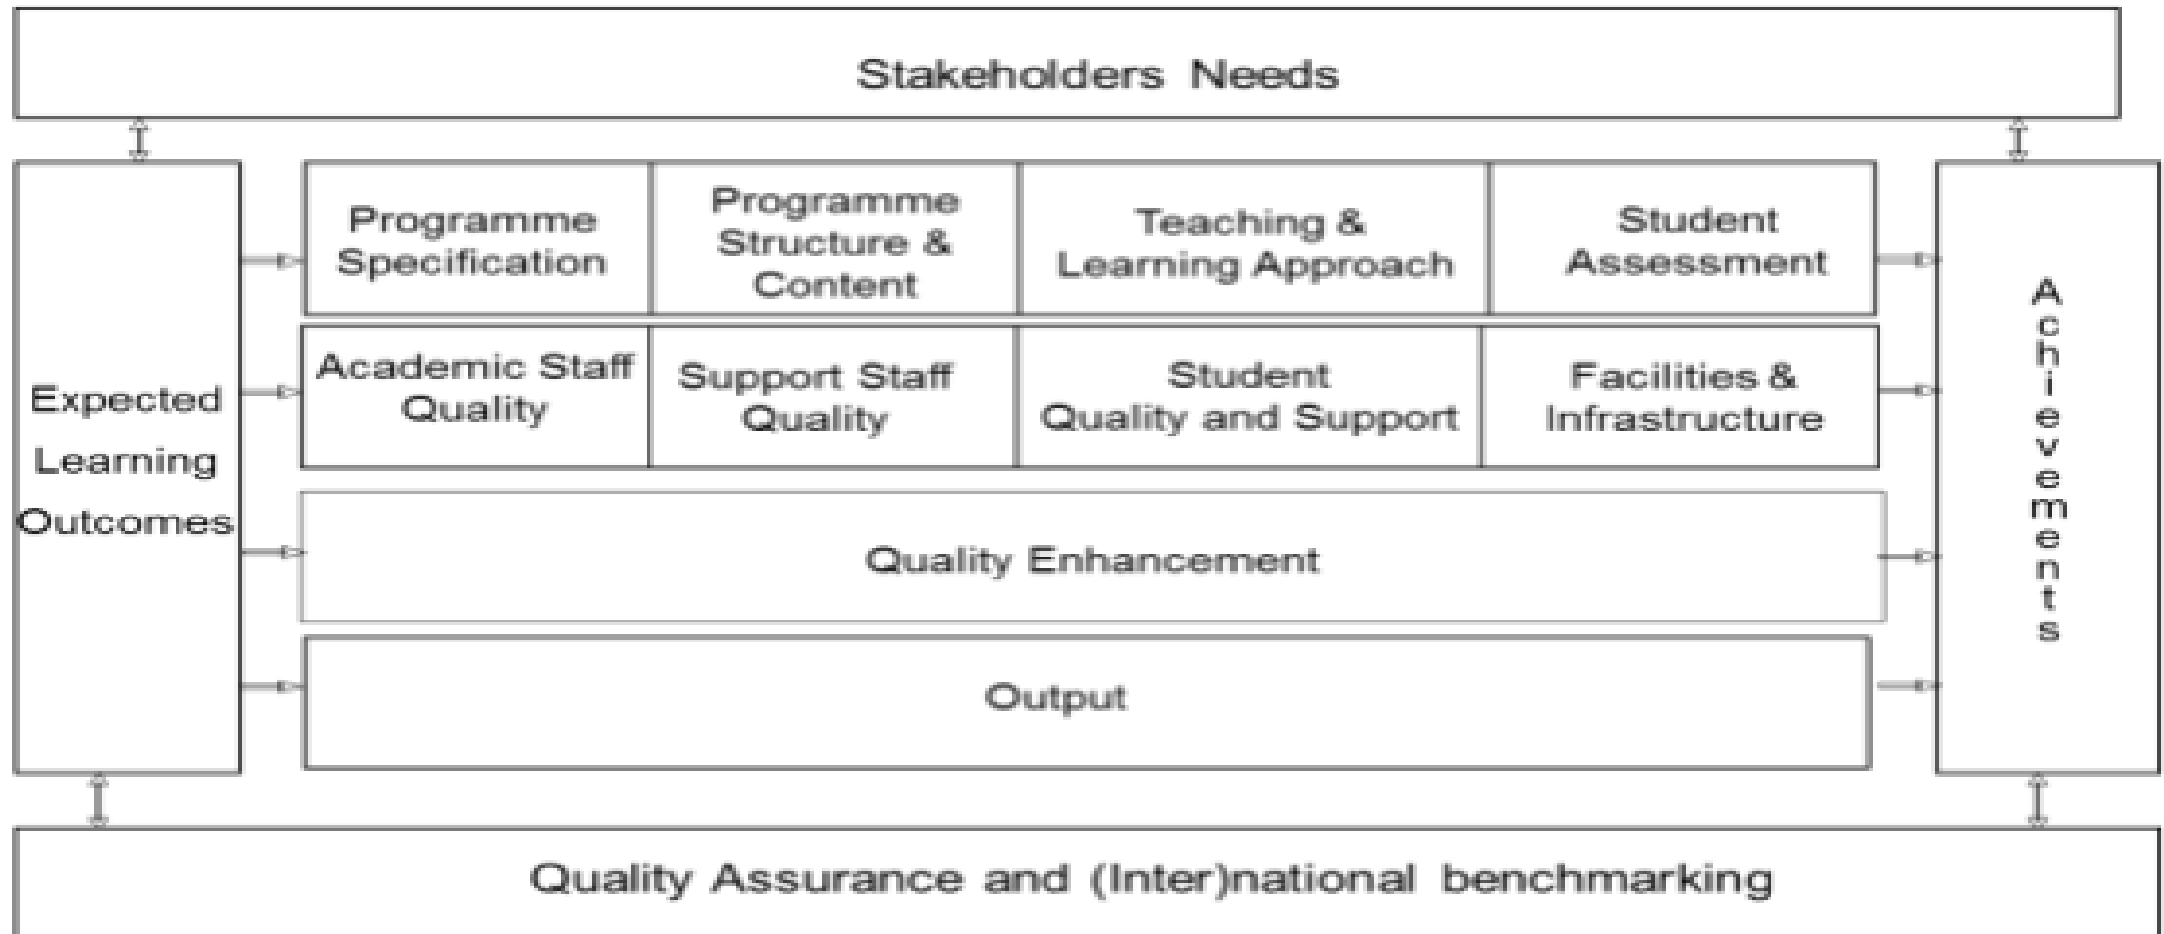 Stakeholders Needs
Expected
Learning
Outcomes
Programme
Specification
Programme
Structure &
Content
Teaching &
Learning Approach
Student
Assessment
Academic Staff
Quality
Support Staff
Quality
Student
Quality and Support
Facilities &
Infrastructure
Quality Enhancement
Output
Achievements
Quality Assurance and (Inter)national benchmarking